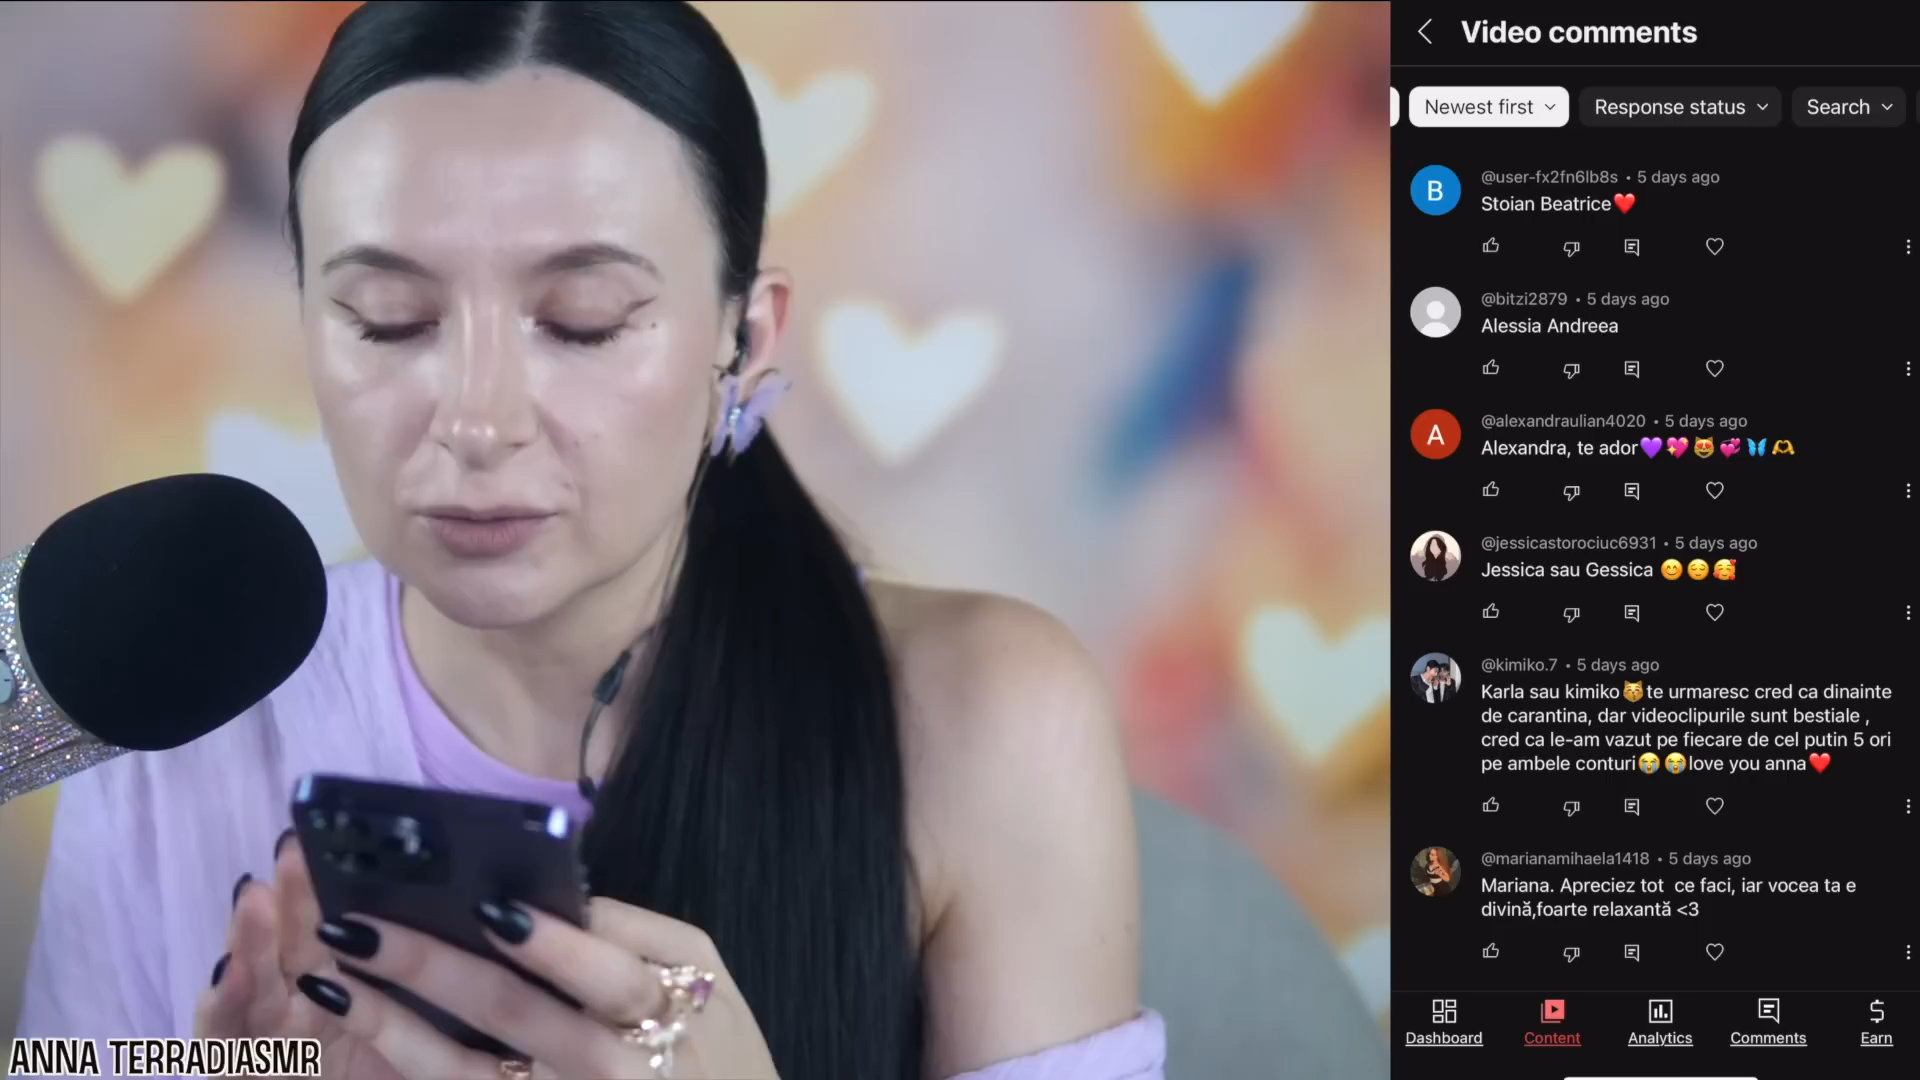 Video comments
Newest first
Response status
Search
B
@user-fx2fn6lb8s • 5 days ago
Stoian Beatrice❤️
@bitzi2879 • 5 days ago
Alessia Andreea
A
@alexandraulian4020 • 5 days ago
Alexandra, te ador💜💖😻💞🦋🫶
@jessicastorociuc6931 • 5 days ago
Jessica sau Gessica 😊😌🥰
@kimiko.7 • 5 days ago
Karla sau kimiko😽te urmaresc cred ca dinainte
de carantina, dar videoclipurile sunt bestiale ,
cred ca le-am vazut pe fiecare de cel putin 5 ori
pe ambele conturi😭😭love you anna❤️
@marianamihaela1418 • 5 days ago
Mariana. Apreciez tot  ce faci, iar vocea ta e
divină,foarte relaxantă <3
Dashboard
Content
Analytics
Comments
Earn
ANNA TERRADIASMR